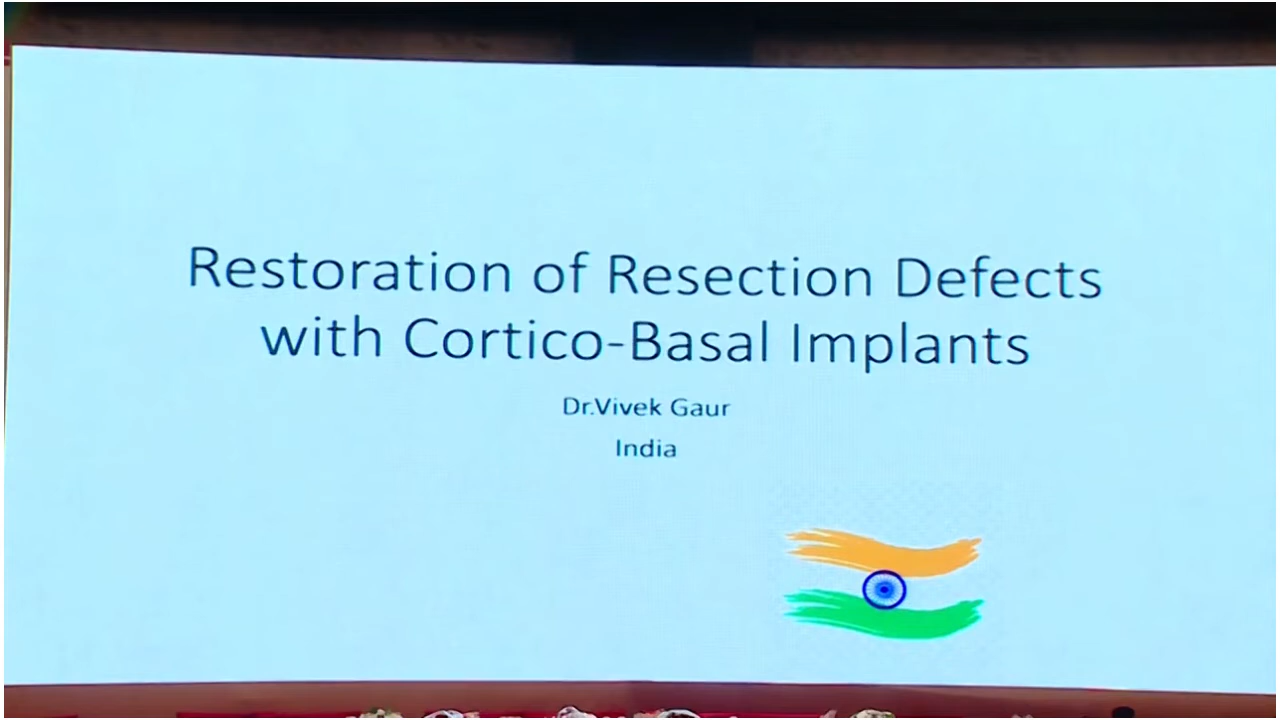 Restoration of Resection Defects
with Cortico-Basal Implants
Dr.Vivek Gaur
India